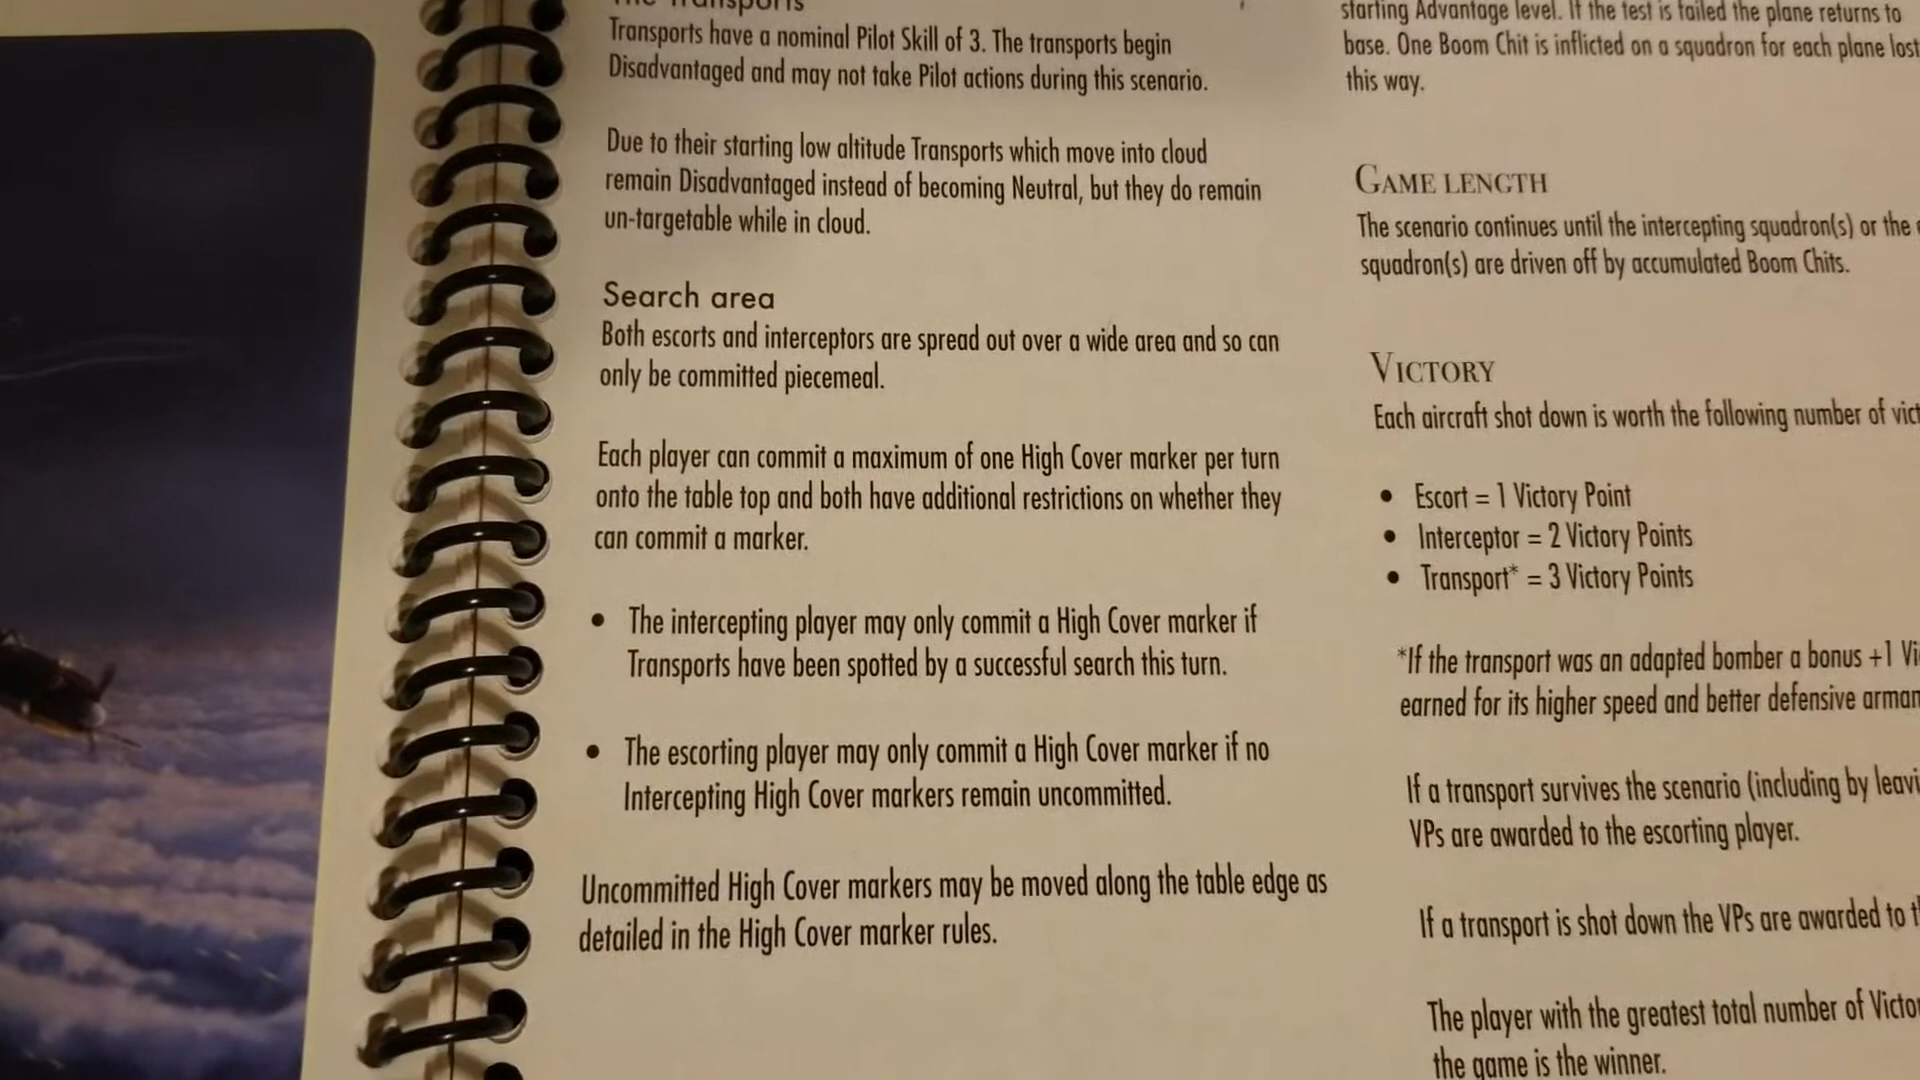 The Transports
Transports have a nominal Pilot Skill of 3. The transports begin
Disadvantaged and may not take Pilot actions during this scenario.
Due to their starting low altitude Transports which move into cloud
remain Disadvantaged instead of becoming Neutral, but they do remain
un-targetable while in cloud.
Search area
Both escorts and interceptors are spread out over a wide area and so can
only be committed piecemeal.
Each player can commit a maximum of one High Cover marker per turn
onto the table top and both have additional restrictions on whether they
can commit a marker.
• The intercepting player may only commit a High Cover marker if
Transports have been spotted by a successful search this turn.
• The escorting player may only commit a High Cover marker if no
Intercepting High Cover markers remain uncommitted.
Uncommitted High Cover markers may be moved along the table edge as
detailed in the High Cover marker rules.
starting Advantage level. If the test is failed the plane returns to
base. One Boom Chit is inflicted on a squadron for each plane lost
this way.
GAME LENGTH
The scenario continues until the intercepting squadron(s) or the
squadron(s) are driven off by accumulated Boom Chits.
VICTORY
Each aircraft shot down is worth the following number of
• Escort = 1 Victory Point
• Interceptor = 2 Victory Points
• Transport* = 3 Victory Points
*If the transport was an adapted bomber a bonus +1
earned for its higher speed and better defensive
If a transport survives the scenario (including by
VPs are awarded to the escorting player.
If a transport is shot down the VPs are awarded to
The player with the greatest total number of
the game is the winner.